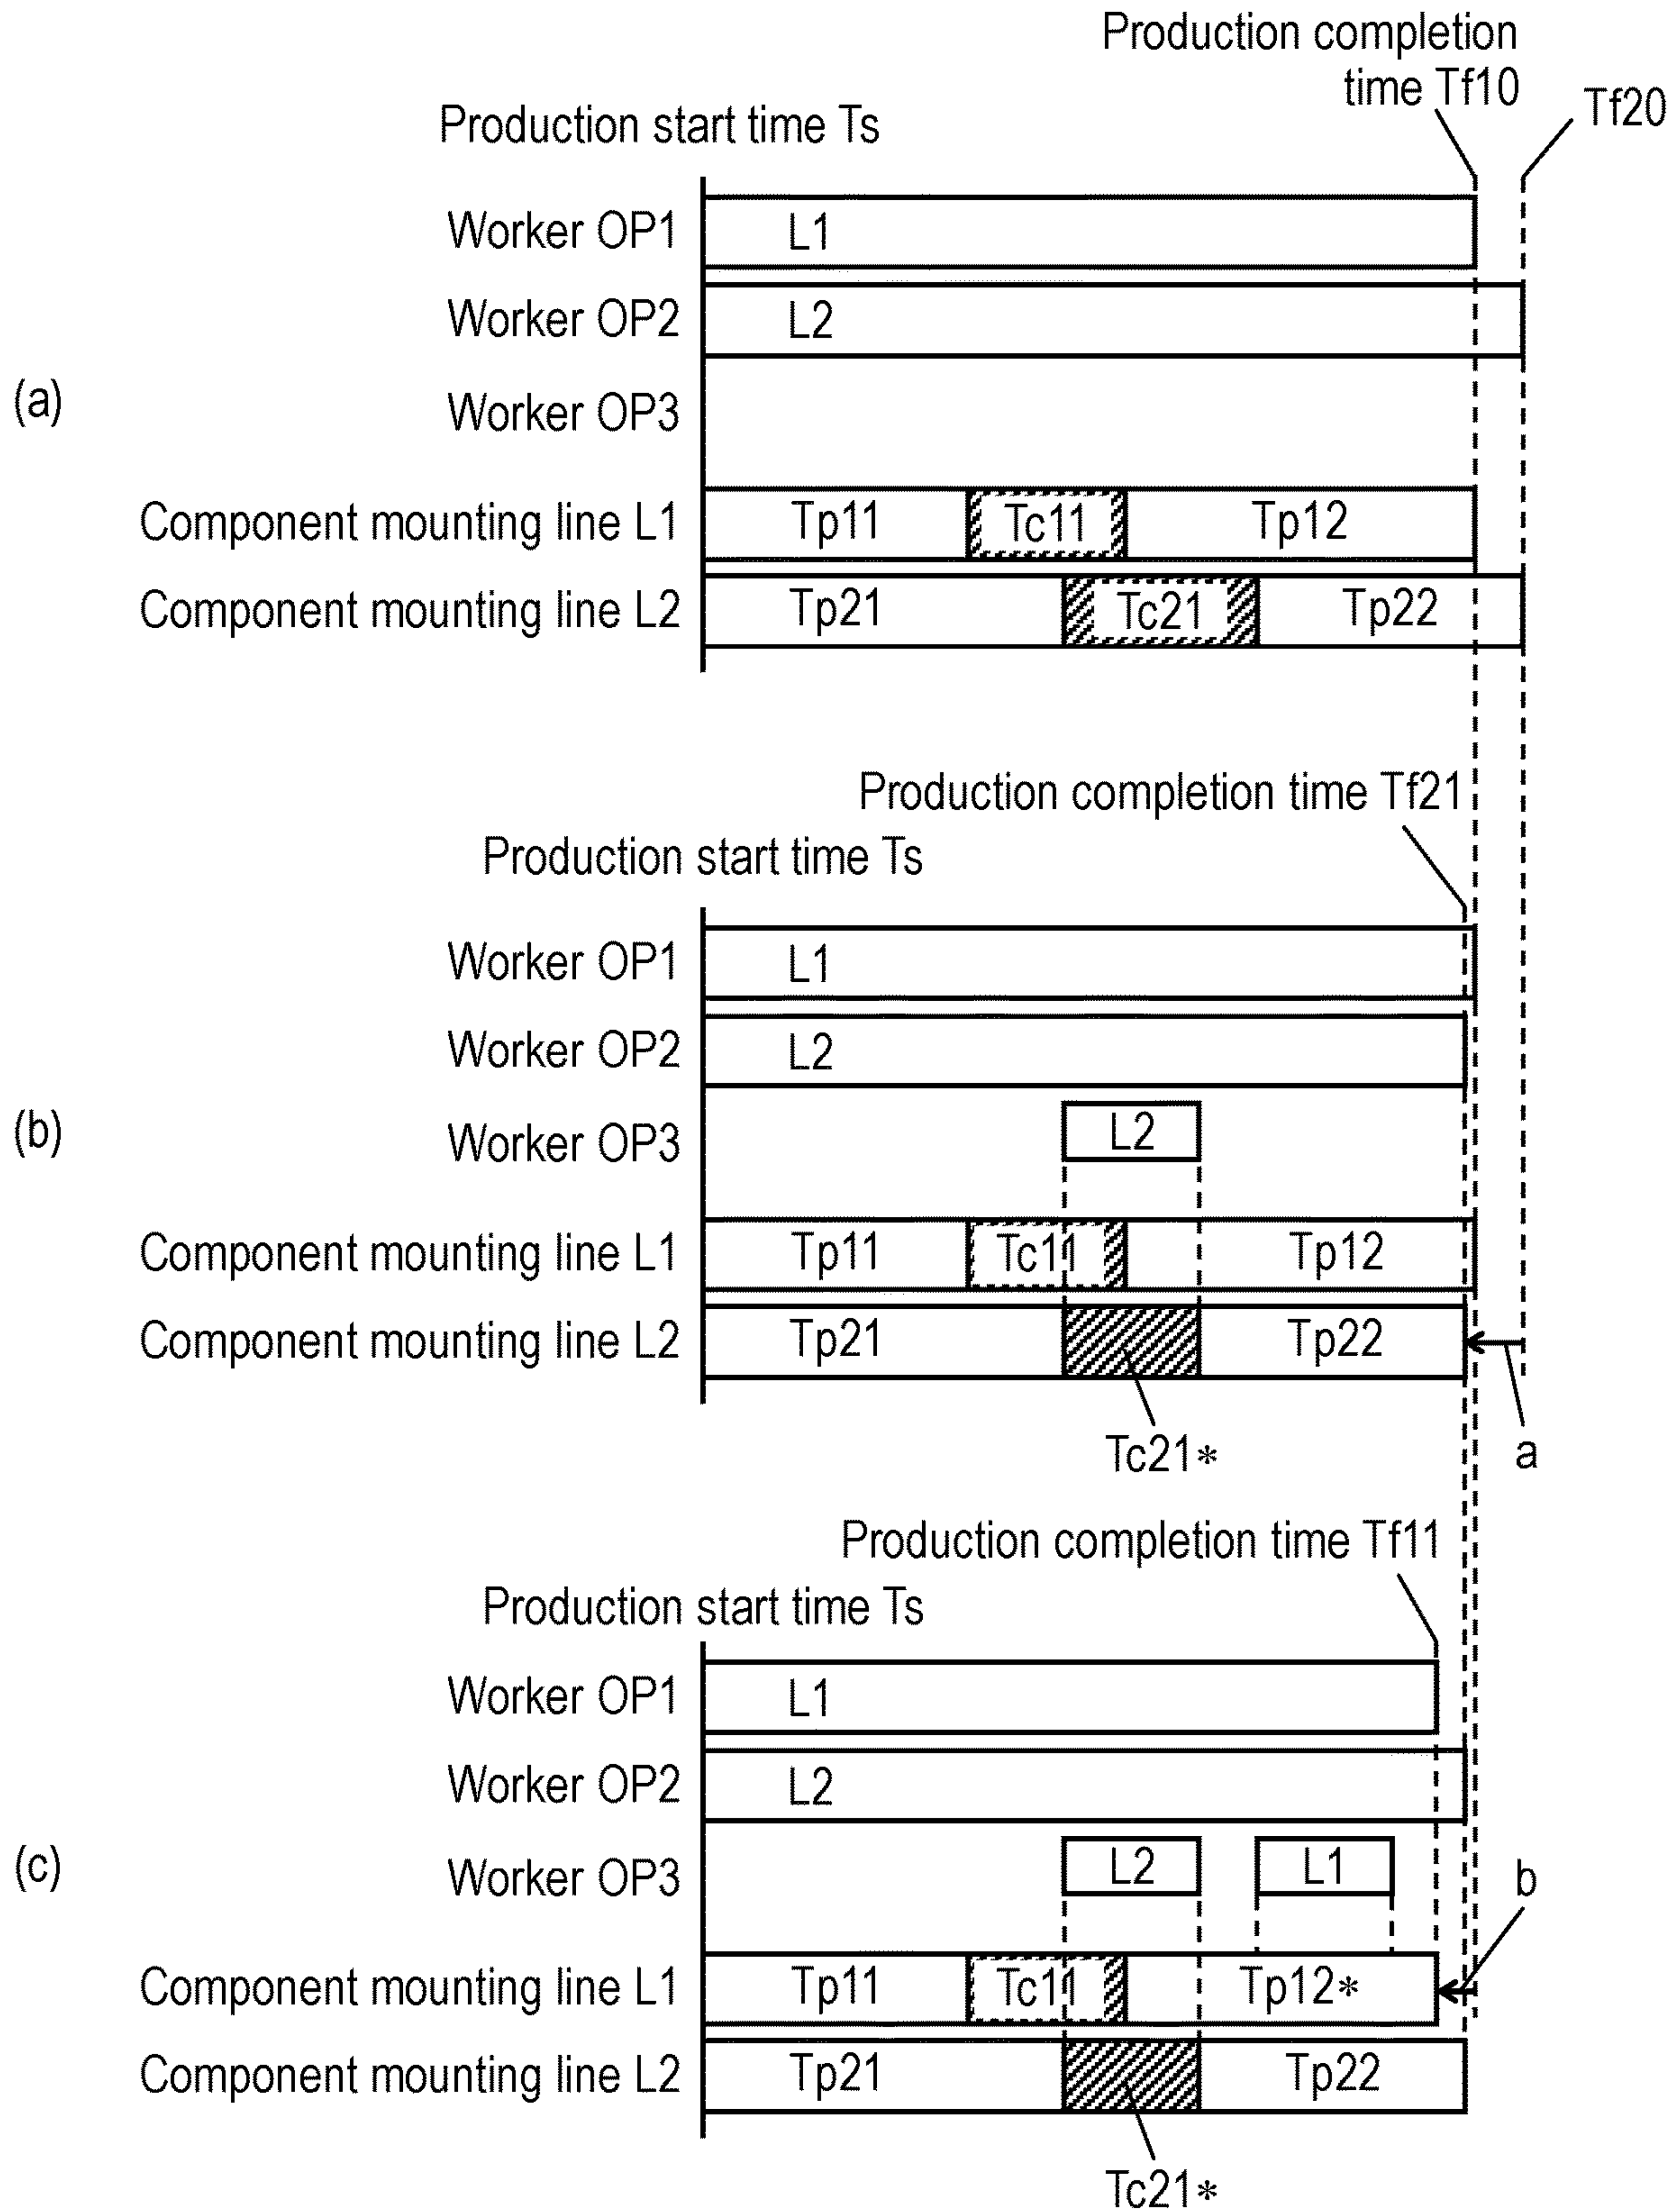 Production completion
time Tf10
Tf20
Production start time Ts
Worker OP1 L1
Worker OP2 L2
(a)
Worker OP3
Component mounting line L1 Tp11 Tc11 Tp12
Component mounting line L2 Tp21 Tc21 Tp22
Production completion time Tf21
Production start time Ts
Worker OP1 L1
Worker OP2 L2
(b)
Worker OP3 L2
Component mounting line L1 Tp11 Tc11 Tp12
Component mounting line L2 Tp21 Tp22
Tc21*
a
Production completion time Tf11
Production start time Ts
Worker OP1 L1
Worker OP2 L2
(c)
Worker OP3 L2 L1
b
Component mounting line L1 Tp11 Tc11 Tp12*
Component mounting line L2 Tp21 Tp22
Tc21*